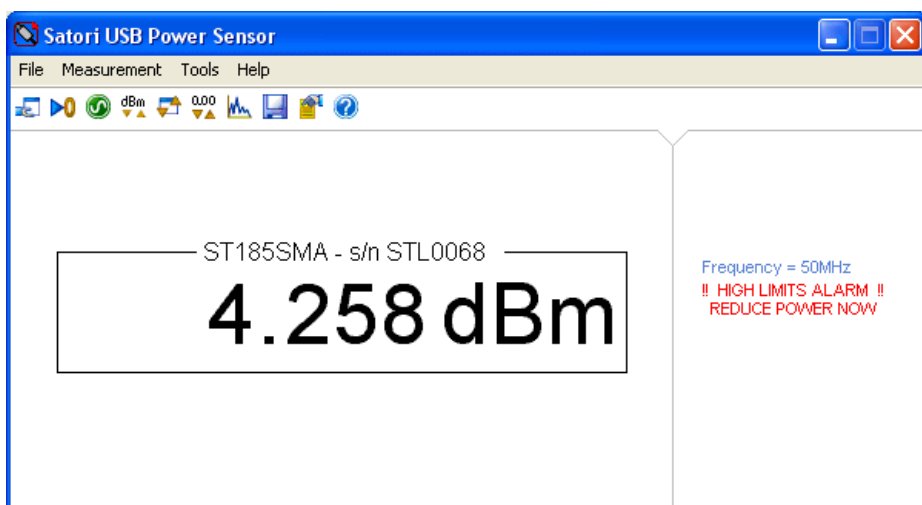 Satori USB Power Sensor
File Measurement Tools Help
dBm 0.00
ST185SMA - s/n STL0068
4.258 dBm
Frequency = 50MHz
!! HIGH LIMITS ALARM !!
REDUCE POWER NOW